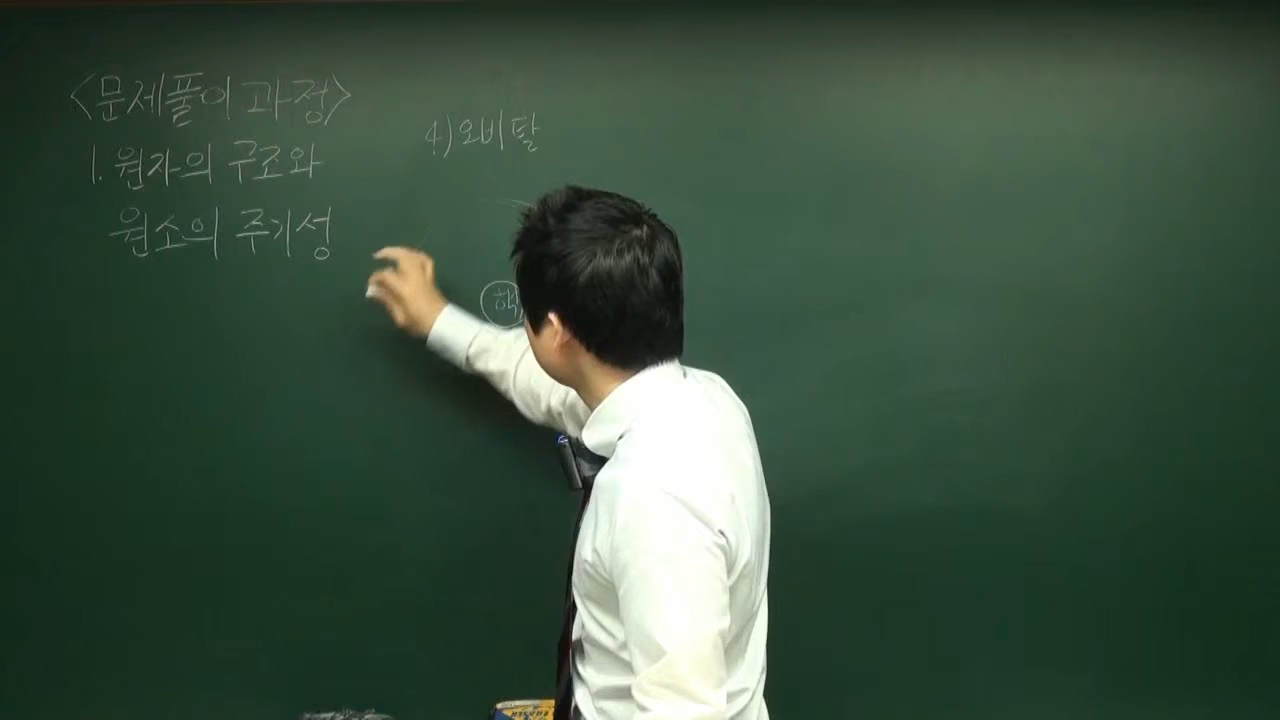 <문제풀이 과정>
1. 원자의 구조와
원소의 주기성
4) 오비탈
핵